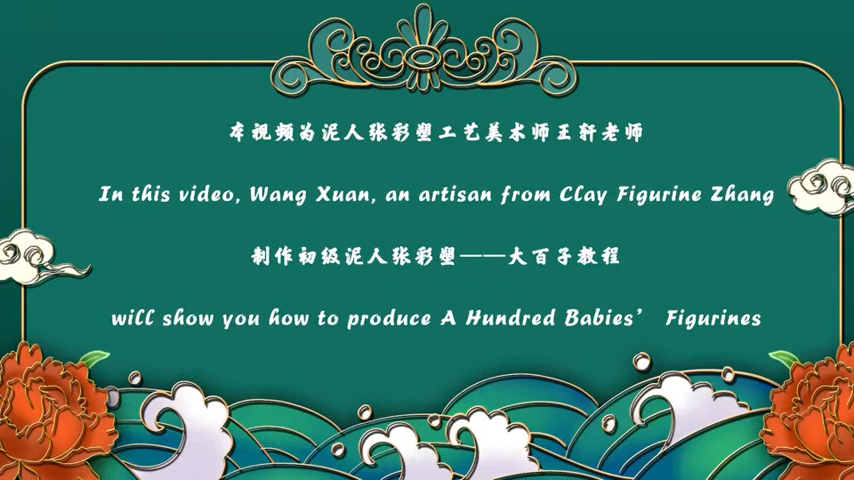 本视频为泥人张彩塑工艺美术师王轩老师
In this video, Wang Xuan, an artisan from Clay Figurine Zhang
制作初级泥人张彩塑——大百子教程
will show you how to produce A Hundred Babies’ Figurines